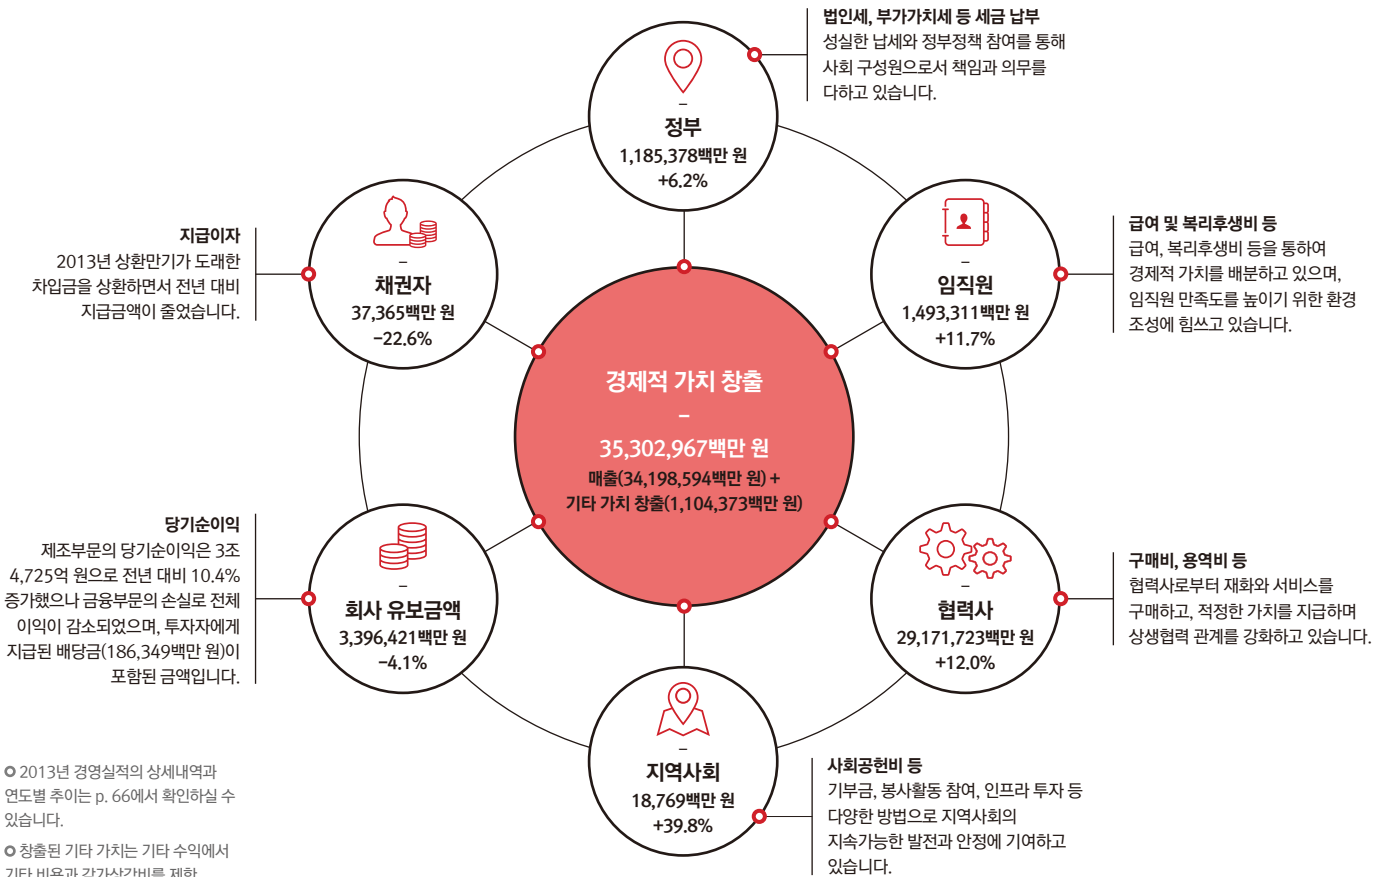 법인세, 부가가치세 등 세금 납부
성실한 납세와 정부정책 참여를 통해
사회 구성원으로서 책임과 의무를
다하고 있습니다.
–
정부
1,185,378백만 원
+6.2%
지급이자
2013년 상환만기가 도래한
차입금을 상환하면서 전년 대비
지급금액이 줄었습니다.
–
채권자
37,365백만 원
-22.6%
–
임직원
1,493,311백만 원
+11.7%
급여 및 복리후생비 등
급여, 복리후생비 등을 통하여
경제적 가치를 배분하고 있으며,
임직원 만족도를 높이기 위한 환경
조성에 힘쓰고 있습니다.
경제적 가치 창출
–
35,302,967백만 원
매출(34,198,594백만 원) +
기타 가치 창출(1,104,373백만 원)
당기순이익
제조부문의 당기순이익은 3조
4,725억 원으로 전년 대비 10.4%
증가했으나 금융부문의 손실로 전체
이익이 감소되었으며, 투자자에게
지급된 배당금(186,349백만 원)이
포함된 금액입니다.
–
회사 유보금액
3,396,421백만 원
-4.1%
–
협력사
29,171,723백만 원
+12.0%
구매비, 용역비 등
협력사로부터 재화와 서비스를
구매하고, 적정한 가치를 지급하며
상생협력 관계를 강화하고 있습니다.
–
지역사회
18,769백만 원
+39.8%
사회공헌비 등
기부금, 봉사활동 참여, 인프라 투자 등
다양한 방법으로 지역사회의
지속가능한 발전과 안정에 기여하고
있습니다.
2013년 경영실적의 상세내역과
연도별 추이는 p. 66에서 확인하실 수
있습니다.
창출된 기타 가치는 기타 수익에서
기타 비용과 감가상각비를 제한